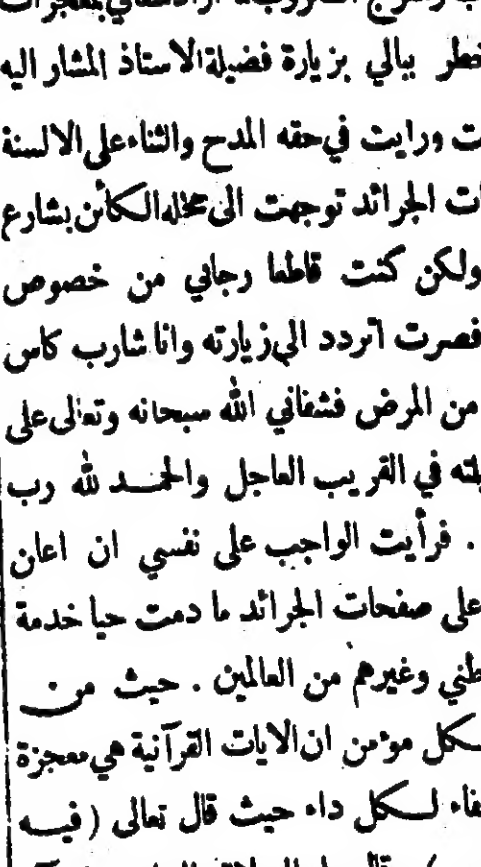 خطر ببالي بزيارة فضيلة الاستاذ المشار اليه
ت ورايت في حقه المدح والثناء على الالسنة
ات الجرائد توجهت الى محله الكائن بشارع
ولكن كنت قاطعا رجائي من خصوص
فصرت اتردد الى زيارته وانا شارب كاس
من المرض فشفاني الله سبحانه وتعالى على
لته في القريب العاجل والحمد لله رب
. فرأيت الواجب على نفسي ان اعان
على صفحات الجرائد ما دمت حيا خدمة
طني وغيرهم من العالمين . حيث من
كل مؤمن ان الايات القرآنية هي معجزة
فاء لكل داء حيث قال تعالى ( فيه